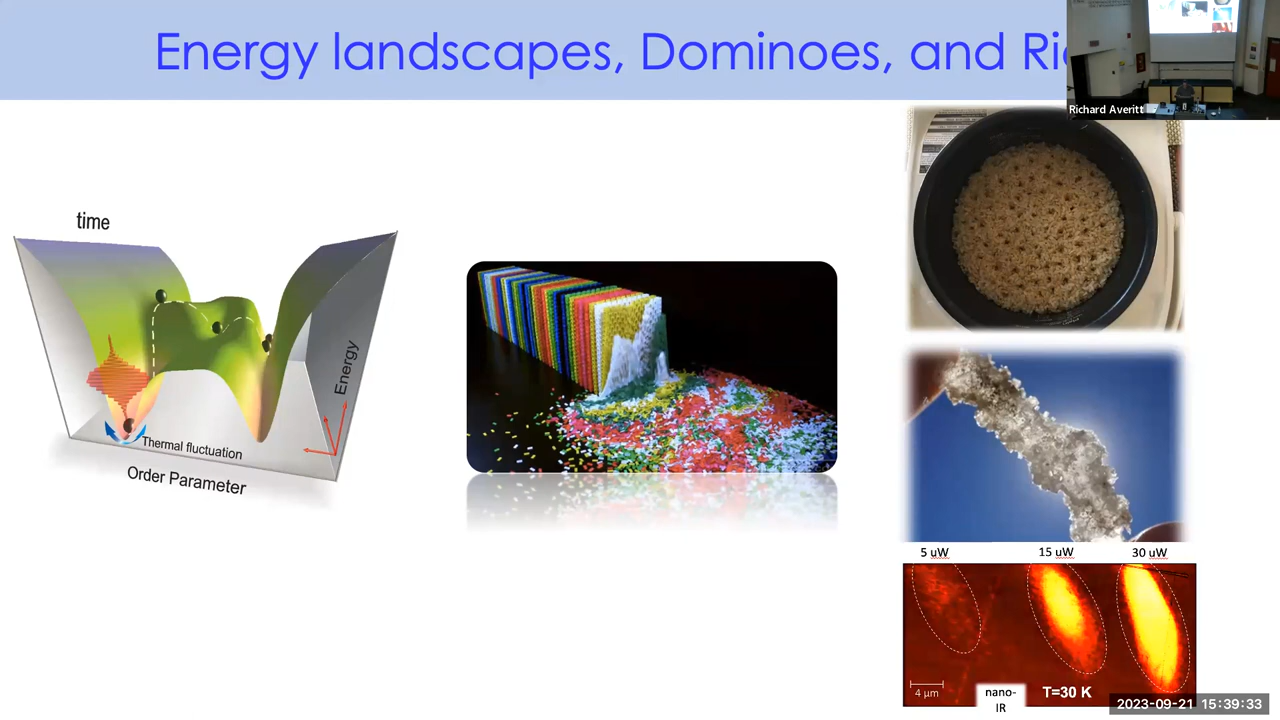 Energy landscapes, Dominoes, and
Richard Averitt
time
Energy
Thermal fluctuation
Order Parameter
5 uW
15 uW
30 uW
4 μm
nano-
IR
T=30 K
2023-09-21 15:39:33